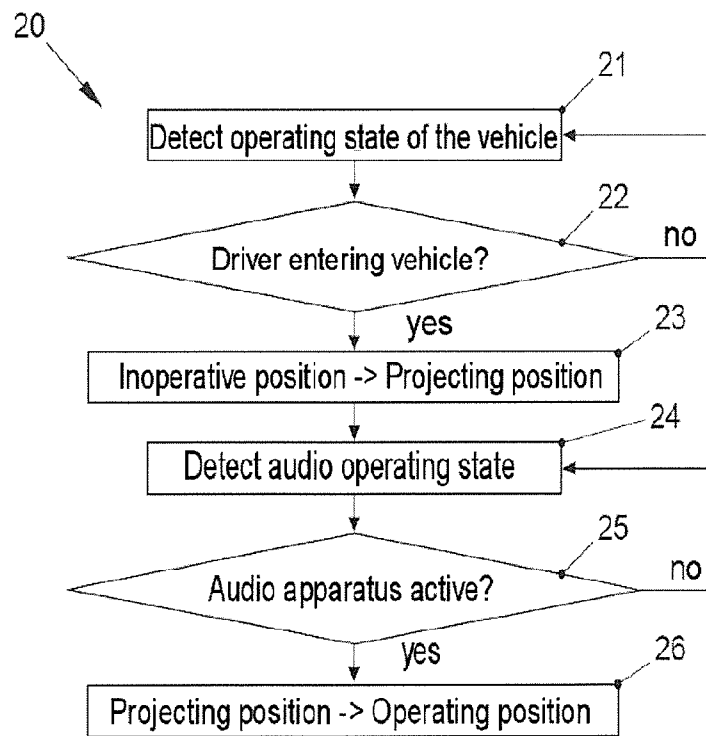 20
21
Detect operating state of the vehicle
22
Driver entering vehicle?
no
yes
23
Inoperative position -> Projecting position
24
Detect audio operating state
25
Audio apparatus active?
no
yes
26
Projecting position -> Operating position